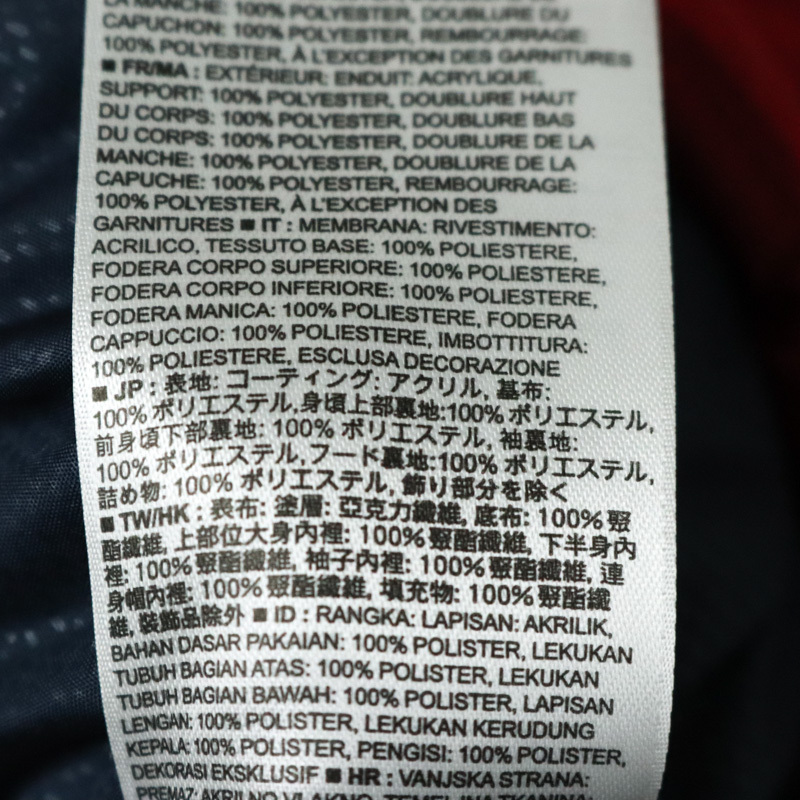 LA MANCHE: 100% POLYESTER, DOUBLURE DU
CAPUCHON: 100% POLYESTER, REMBOURRAGE:
100% POLYESTER, À L'EXCEPTION DES GARNITURES
■ FR/MA : EXTÉRIEUR: ENDUIT: ACRYLIQUE,
SUPPORT: 100% POLYESTER, DOUBLURE HAUT
DU CORPS: 100% POLYESTER, DOUBLURE BAS
DU CORPS: 100% POLYESTER, DOUBLURE DE LA
MANCHE: 100% POLYESTER, DOUBLURE DE LA
CAPUCHE: 100% POLYESTER, REMBOURRAGE:
100% POLYESTER, À L'EXCEPTION DES
GARNITURES ■ IT : MEMBRANA: RIVESTIMENTO:
ACRILICO, TESSUTO BASE: 100% POLIESTERE,
FODERA CORPO SUPERIORE: 100% POLIESTERE,
FODERA CORPO INFERIORE: 100% POLIESTERE,
FODERA MANICA: 100% POLIESTERE, FODERA
CAPPUCCIO: 100% POLIESTERE, IMBOTTITURA:
100% POLIESTERE, ESCLUSA DECORAZIONE
■ JP : 表地: コーティング: アクリル, 基布:
100% ポリエステル,身頃上部裏地:100% ポリエステル,
前身頃下部裏地: 100% ポリエステル, 袖裏地:
100% ポリエステル,フード裏地:100% ポリエステル,
詰め物: 100% ポリエステル, 飾り部分を除く
■ TW/HK : 表布: 塗層: 亞克力纖維, 底布: 100% 聚
酯纖維, 上部位大身內裡: 100% 聚酯纖維, 下半身內
裡: 100% 聚酯纖維, 袖子內裡: 100% 聚酯纖維, 連
身帽內裡: 100% 聚酯纖維, 填充物: 100% 聚酯纖
維, 裝飾品除外 ■ ID : RANGKA: LAPISAN: AKRILIK,
BAHAN DASAR PAKAIAN: 100% POLISTER, LEKUKAN
TUBUH BAGIAN ATAS: 100% POLISTER, LEKUKAN
TUBUH BAGIAN BAWAH: 100% POLISTER, LAPISAN
LENGAN: 100% POLISTER, LEKUKAN KERUDUNG
KEPALA: 100% POLISTER, PENGISI: 100% POLISTER,
DEKORASI EKSKLUSIF ■ HR : VANJSKA STRANA:
PREMAZ: AKRILNO VLAKNO, TEMELJNA TKANINA: